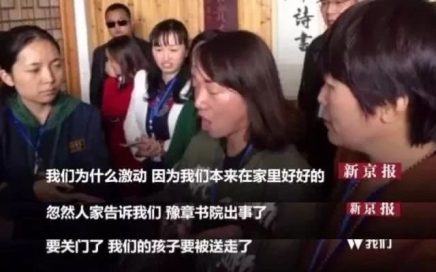 詩書
我们为什么激动 因为我们本来在家里好好的
新京报
忽然人家告诉我们 豫章书院出事了
新京报
要关门了 我们的孩子要被送走了
我们